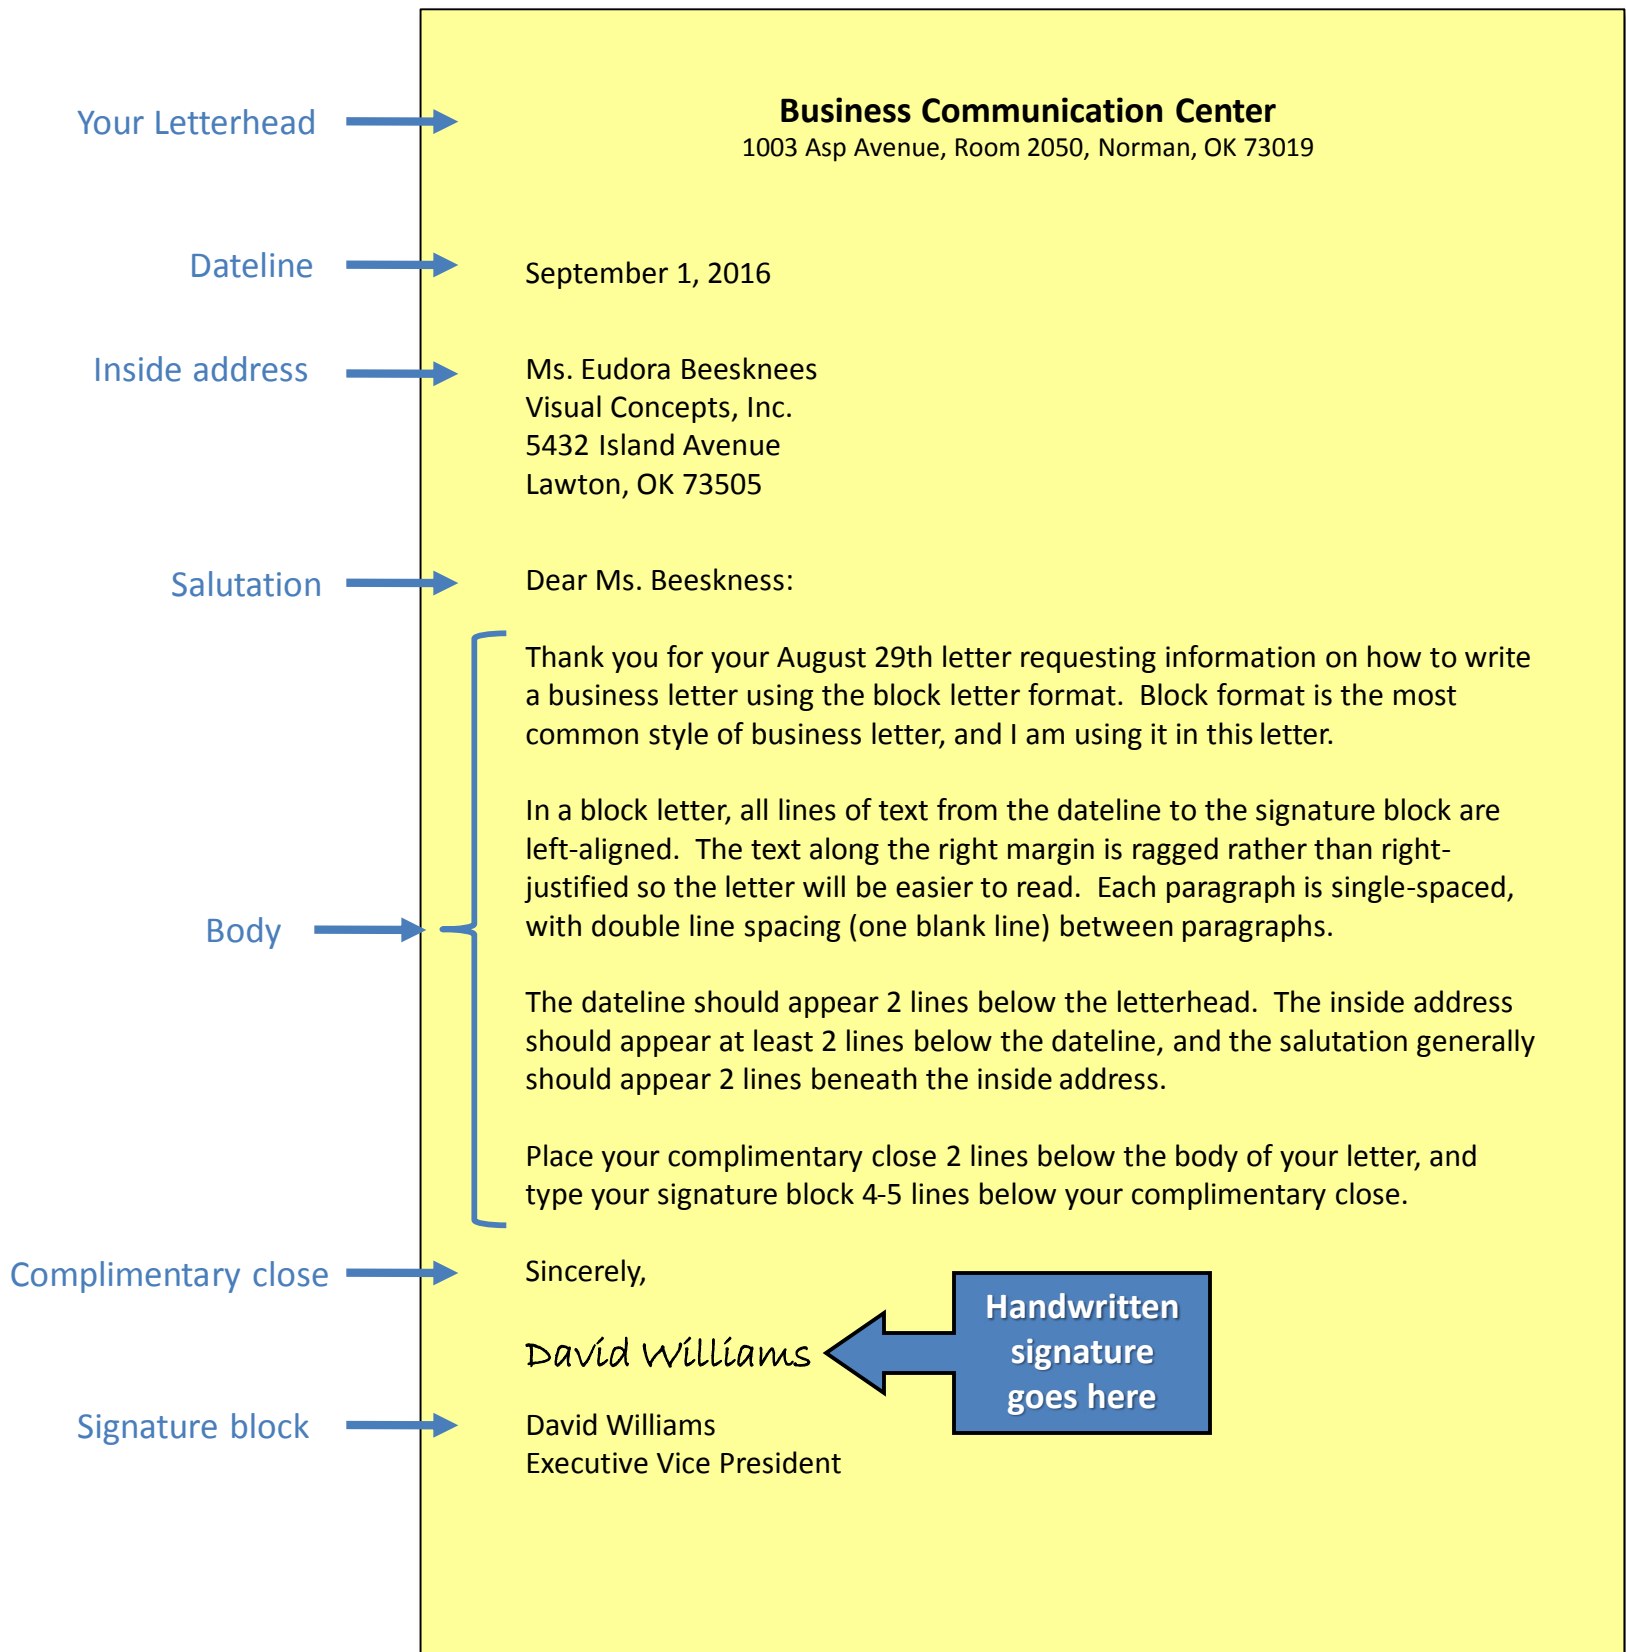 Your Letterhead
Business Communication Center
1003 Asp Avenue, Room 2050, Norman, OK 73019
Dateline
September 1, 2016
Inside address
Ms. Eudora Beesknees
Visual Concepts, Inc.
5432 Island Avenue
Lawton, OK 73505
Salutation
Dear Ms. Beeskness:
Body
Thank you for your August 29th letter requesting information on how to write
a business letter using the block letter format.  Block format is the most
common style of business letter, and I am using it in this letter.
In a block letter, all lines of text from the dateline to the signature block are
left-aligned.  The text along the right margin is ragged rather than right-
justified so the letter will be easier to read.  Each paragraph is single-spaced,
with double line spacing (one blank line) between paragraphs.
The dateline should appear 2 lines below the letterhead.  The inside address
should appear at least 2 lines below the dateline, and the salutation generally
should appear 2 lines beneath the inside address.
Place your complimentary close 2 lines below the body of your letter, and
type your signature block 4-5 lines below your complimentary close.
Complimentary close
Sincerely,
David Williams
Handwritten
signature
goes here
Signature block
David Williams
Executive Vice President